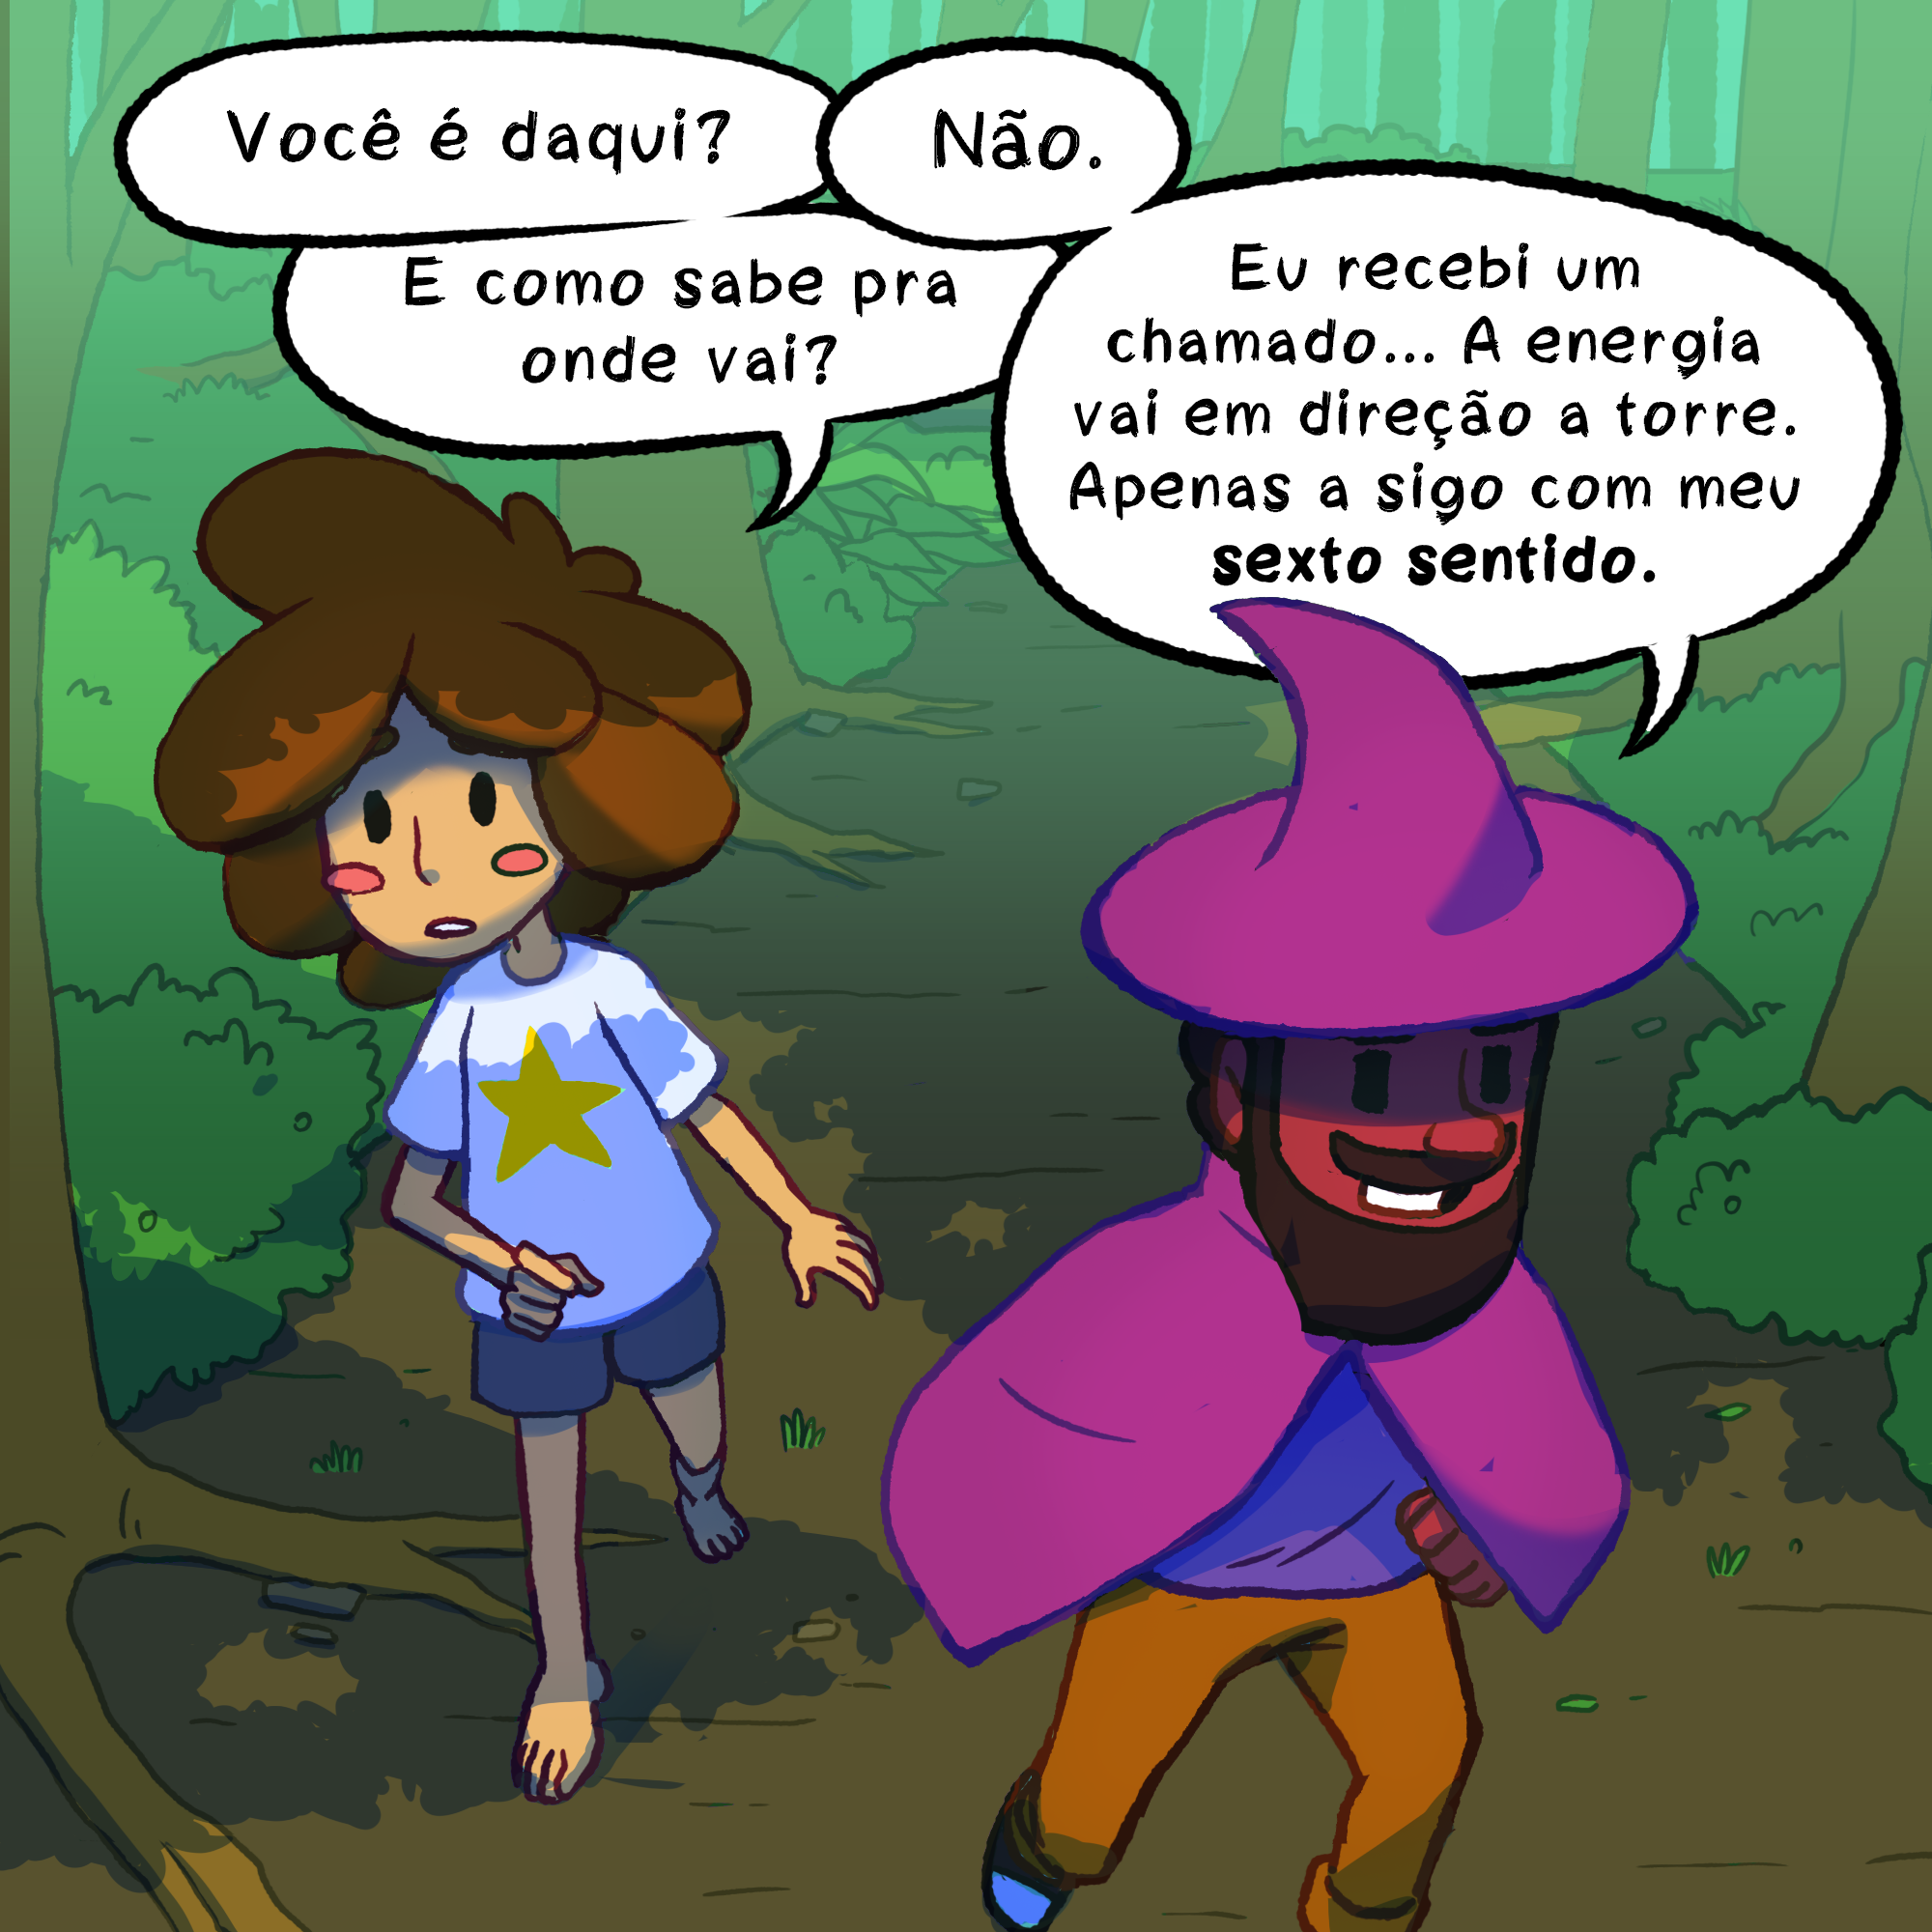 Você é daqui?
Não.
E como sabe pra
onde vai?
Eu recebi um
chamado... A energia
vai em direção a torre.
Apenas a sigo com meu
sexto sentido.